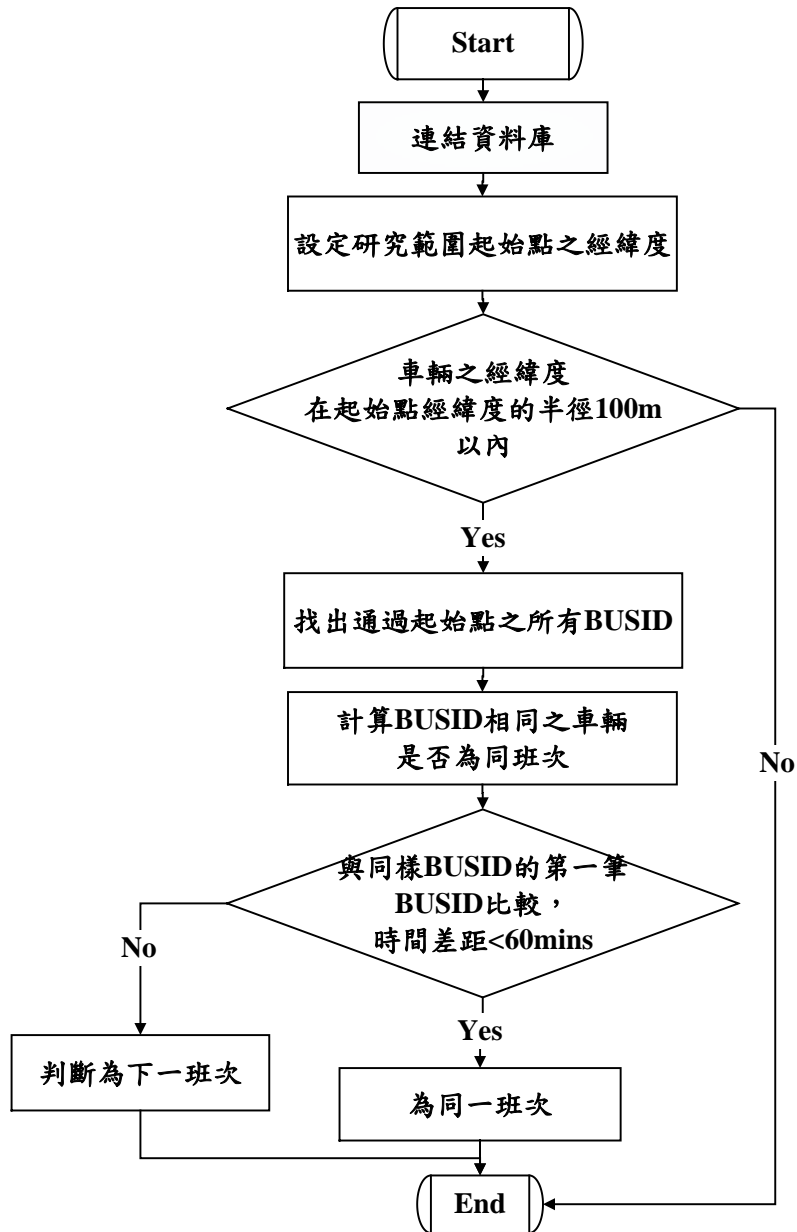 Start
連結資料庫
設定研究範圍起始點之經緯度
車輛之經緯度
在起始點經緯度的半徑100m
以內
Yes
找出通過起始點之所有BUSID
計算BUSID相同之車輛
是否為同班次
No
與同樣BUSID的第一筆
BUSID比較，
時間差距<60mins
No
Yes
判斷為下一班次
為同一班次
End